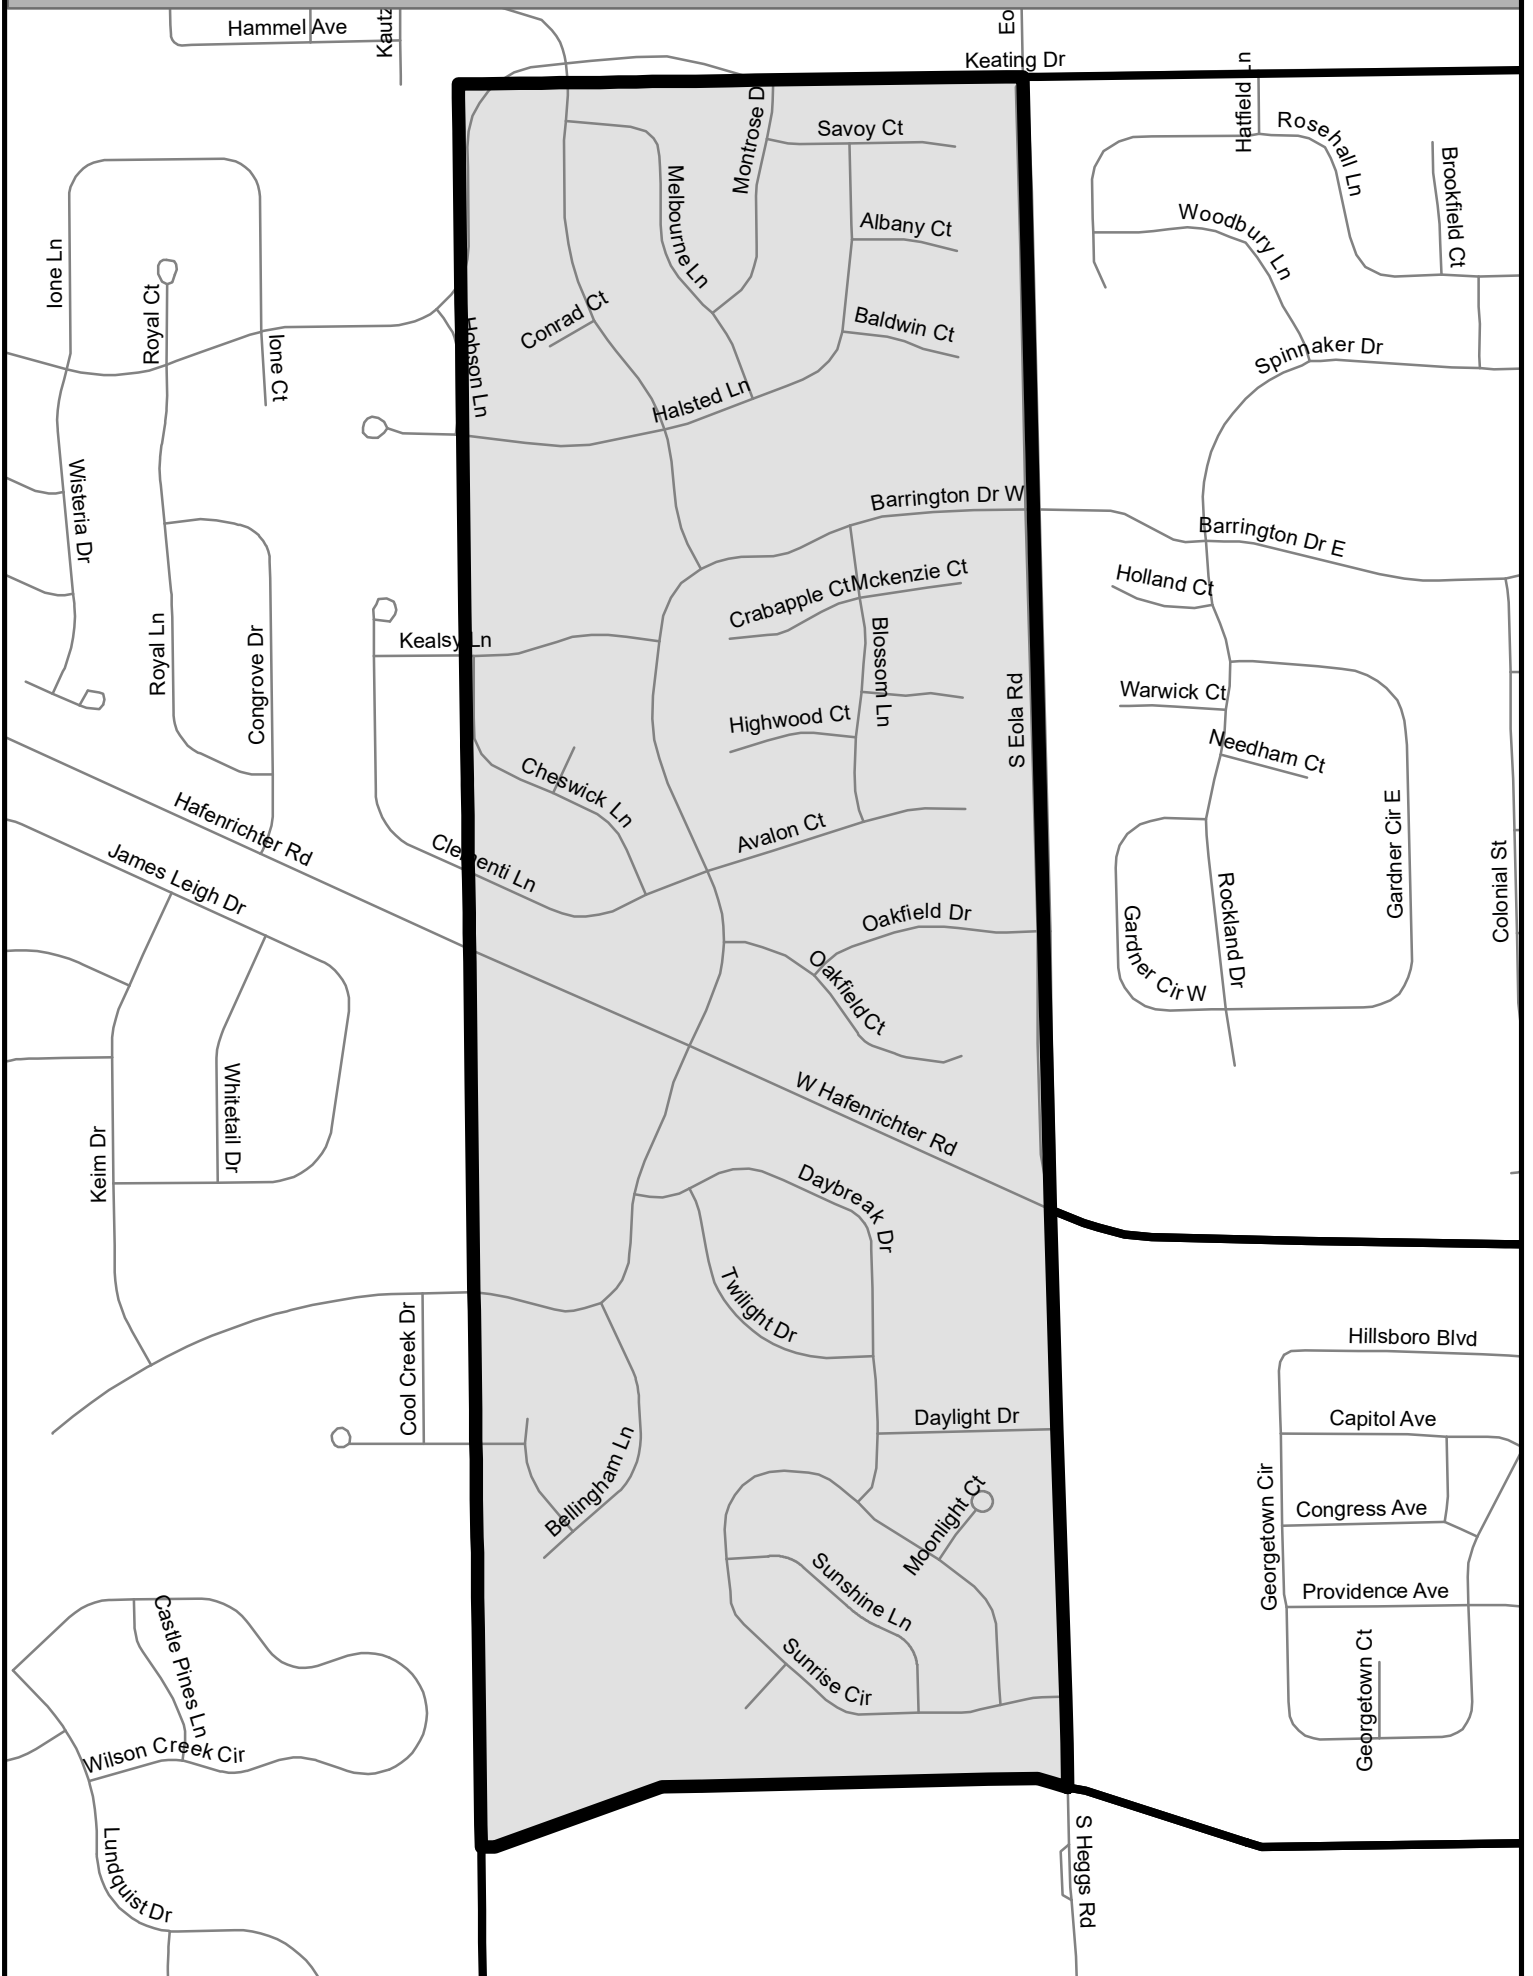 Hammel Ave
Kautz
Eo
Keating Dr
Hatfield Ln
Rosehall Ln
Brookfield Ct
Savoy Ct
Montrose D
Melbourne Ln
Albany Ct
Woodbury Ln
Ione Ln
Royal Ct
Ione Ct
Conrad Ct
Hobson Ln
Baldwin Ct
Spinnaker Dr
Halsted Ln
Wisteria Dr
Barrington Dr W
Barrington Dr E
Crabapple Ct
Mckenzie Ct
Holland Ct
Royal Ln
Congrove Dr
Kealsy Ln
Blossom Ln
S Eola Rd
Warwick Ct
Highwood Ct
Needham Ct
Hafenrichter Rd
Cheswick Ln
Avalon Ct
Gardner Cir E
Colonial St
James Leigh Dr
Clementi Ln
Oakfield Dr
Rockland Dr
Gardner Cir W
Oakfield Ct
Whitetail Dr
Keim Dr
W Hafenrichter Rd
Daybreak Dr
Twilight Dr
Cool Creek Dr
Hillsboro Blvd
Daylight Dr
Capitol Ave
Bellingham Ln
Moonlight Ct
Georgetown Cir
Congress Ave
Sunshine Ln
Providence Ave
Castle Pines Ln
Sunrise Cir
Georgetown Ct
Wilson Creek Cir
Lundquist Dr
S Heggs Rd